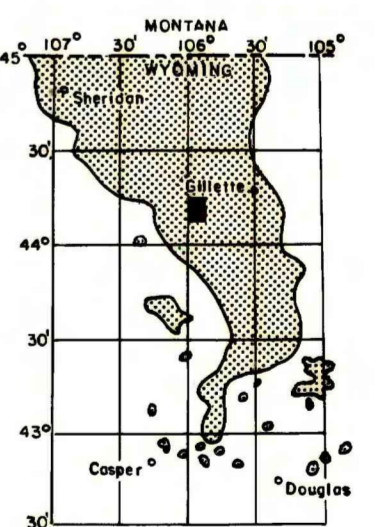 MONTANA
107° 30' 106° 30' 105°
45°
WYOMING
Sheridan
30'
Gillette
44°
30'
43°
Casper
Douglas
30'